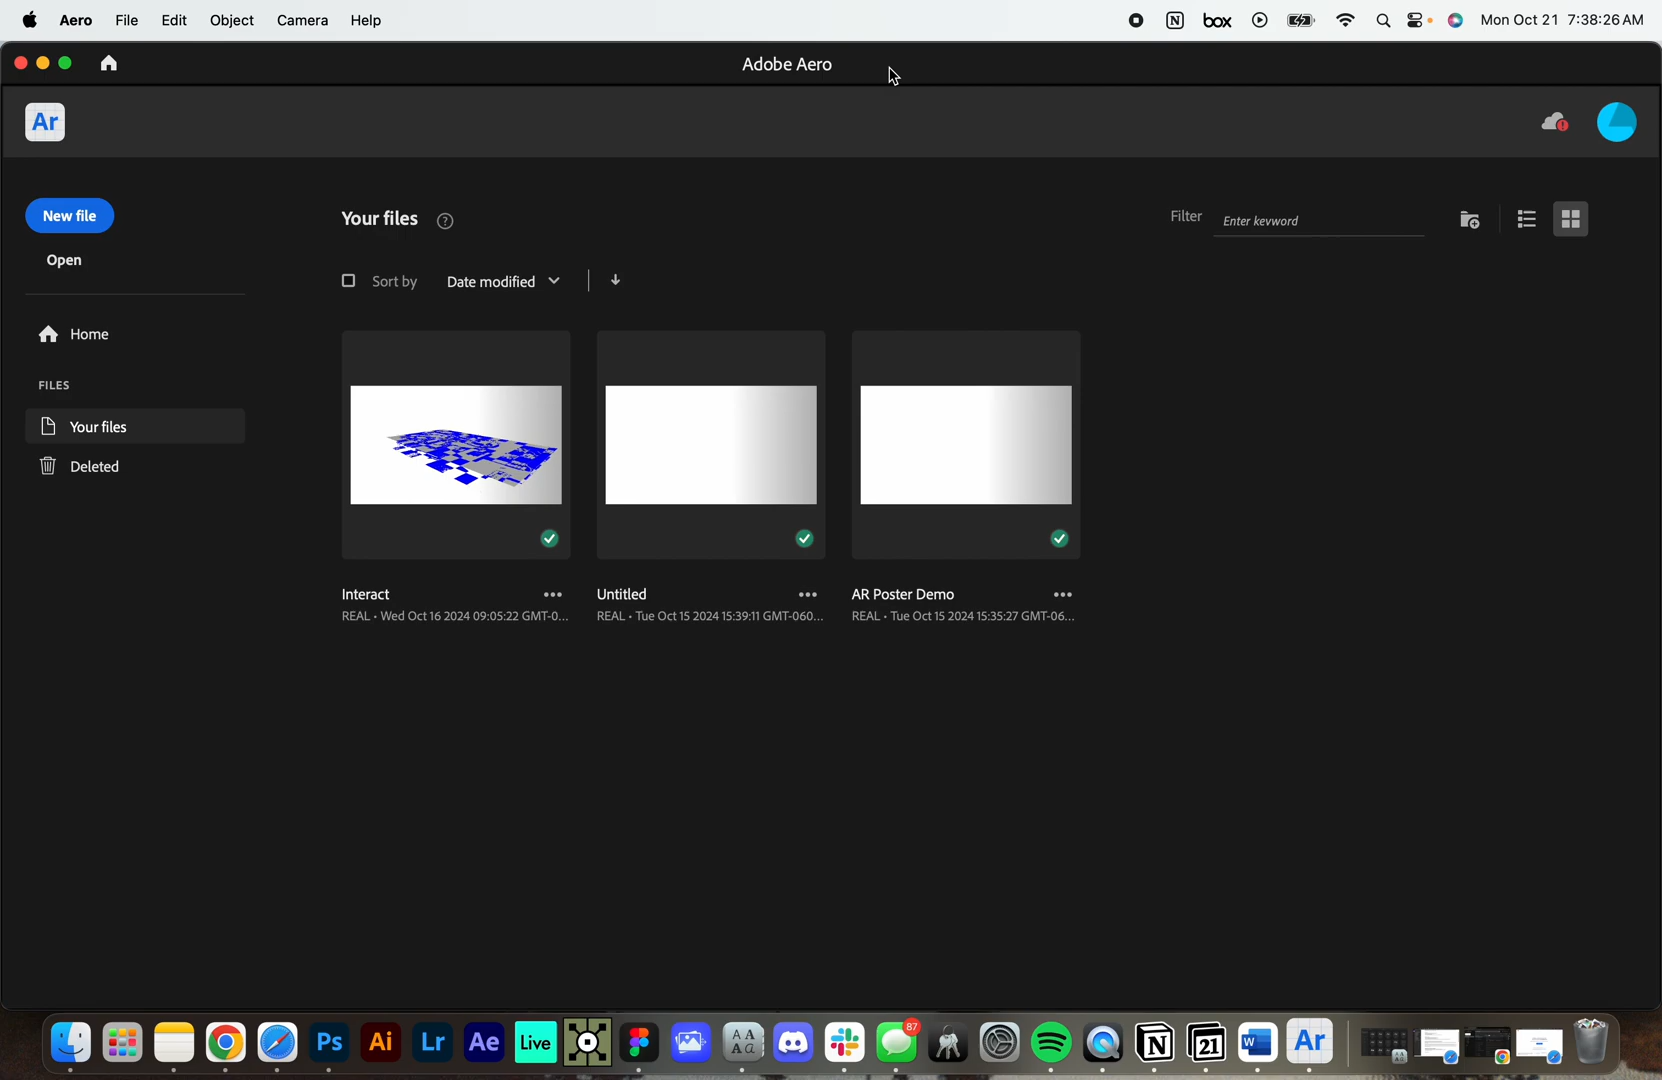 Aero File Edit Object Camera Help box Mon Oct 21 7:38:26 AM
Adobe Aero
Ar
New file
Your files
Filter Enter keyword
Open
Sort by Date modified
Home
FILES
Your files
Deleted
Interact
REAL • Wed Oct 16 2024 09:05:22 GMT-0...
Untitled
REAL • Tue Oct 15 2024 15:39:11 GMT-060...
AR Poster Demo
REAL • Tue Oct 15 2024 15:35:27 GMT-06...
Ps Ai Lr Ae Live AA Aa 87 N 21 W Ar